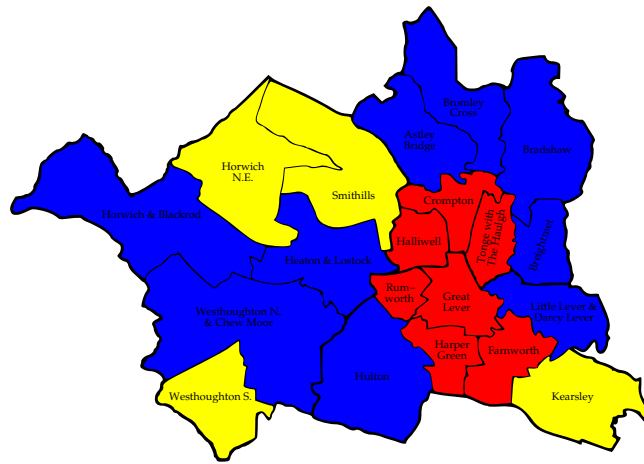 Bromley
Cross
Astley
Bridge
Bradshaw
Horwich
N.E.
Smithills
Crompton
Horwich & Blackrod
Halliwell
Tonge with
The Haulgh
Breightmet
Heaton & Lostock
Rum–
worth
Great
Lever
Westhoughton N.
& Chew Moor
Little Lever &
Darcy Lever
Harper
Green
Farnworth
Hulton
Westhoughton S.
Kearsley